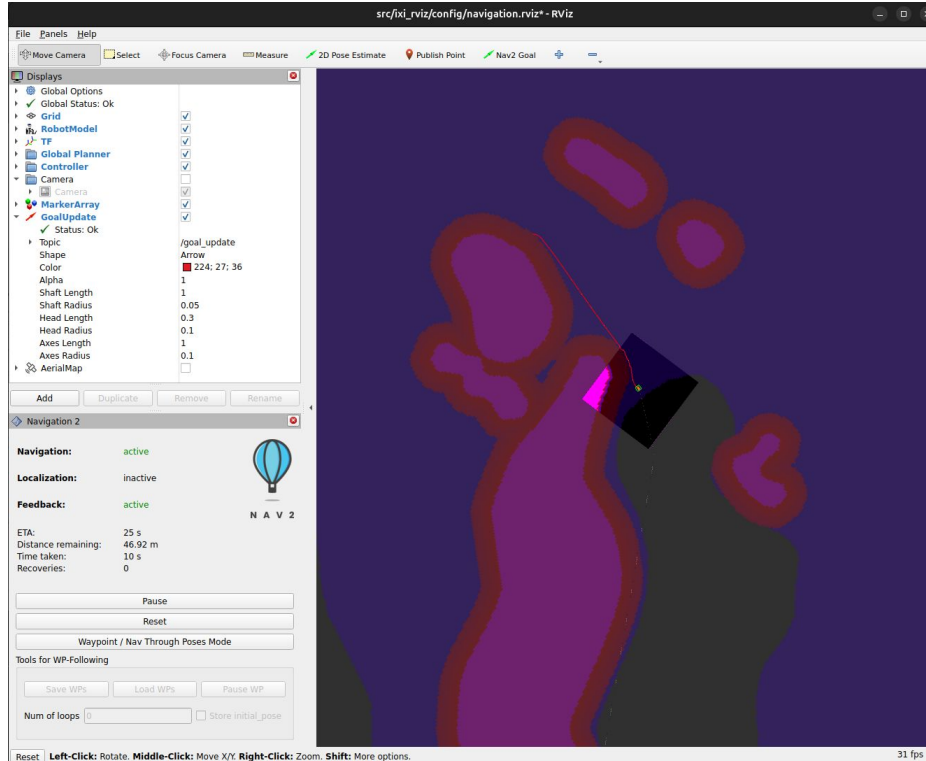 src/ixi_rviz/config/navigation.rviz* - RViz
File Panels Help
Move Camera Select Focus Camera Measure 2D Pose Estimate Publish Point Nav2 Goal
Displays
Global Options
Global Status: Ok
Grid
RobotModel
TF
Global Planner
Controller
Camera
Camera
MarkerArray
GoalUpdate
Status: Ok
Topic /goal_update
Shape Arrow
Color 224; 27; 36
Alpha 1
Shaft Length 1
Shaft Radius 0.05
Head Length 0.3
Head Radius 0.1
Axes Length 1
Axes Radius 0.1
AerialMap
Add Duplicate Remove Rename
Navigation 2
Navigation: active
Localization: inactive
Feedback: active
NAV2
ETA: 25 s
Distance remaining: 46.92 m
Time taken: 10 s
Recoveries: 0
Pause
Reset
Waypoint / Nav Through Poses Mode
Tools for WP-Following
Save WPs Load WPs Pause WP
Num of loops 0 Store initial_pose
Reset Left-Click: Rotate. Middle-Click: Move X/Y. Right-Click: Zoom. Shift: More options. 31 fps